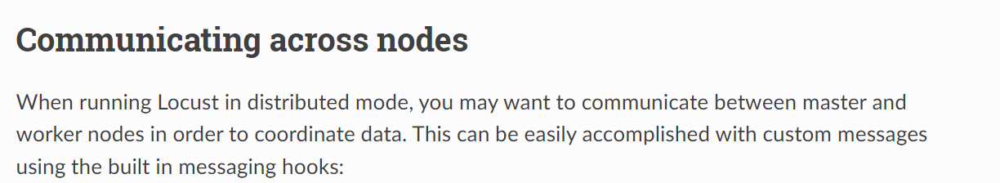 Communicating across nodes
When running Locust in distributed mode, you may want to communicate between master and
worker nodes in order to coordinate data. This can be easily accomplished with custom messages
using the built in messaging hooks: